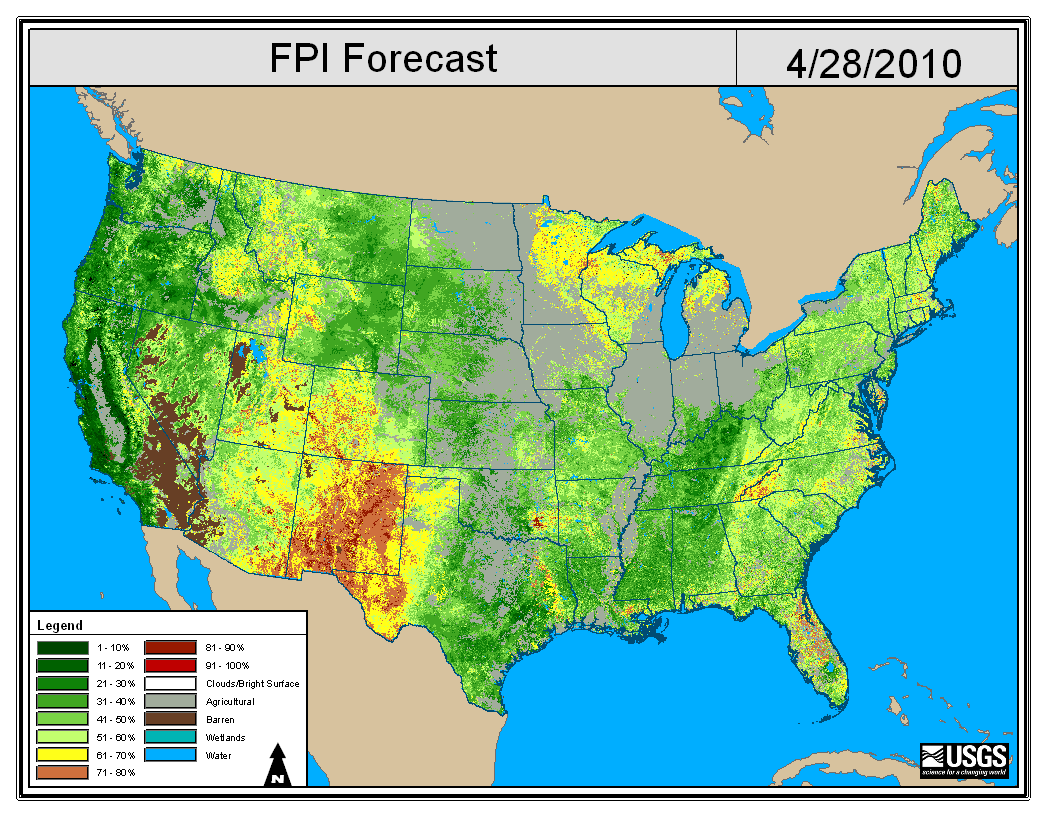 FPI Forecast
4/28/2010
Legend
1 - 10%
11 - 20%
21 - 30%
31 - 40%
41 - 50%
51 - 60%
61 - 70%
71 - 80%
81 - 90%
91 - 100%
Clouds/Bright Surface
Agricultural
Barren
Wetlands
Water
N
USGS
science for a changing world